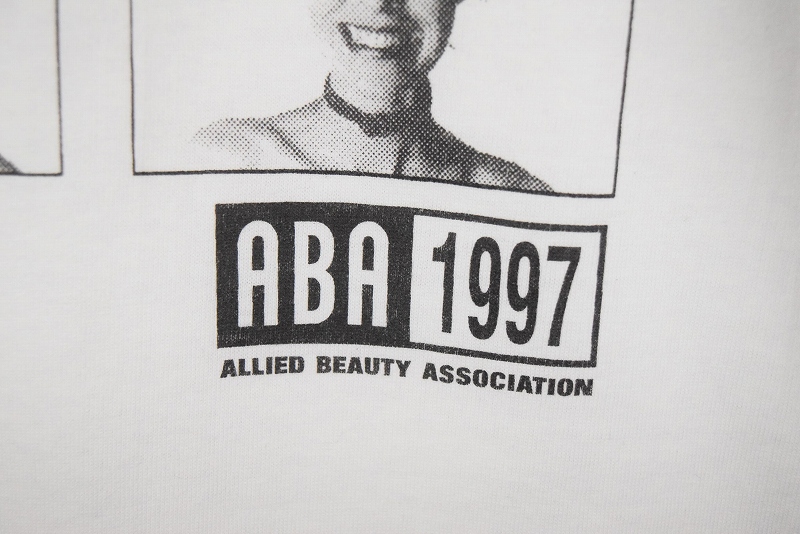 ABA 1997
ALLIED BEAUTY ASSOCIATION